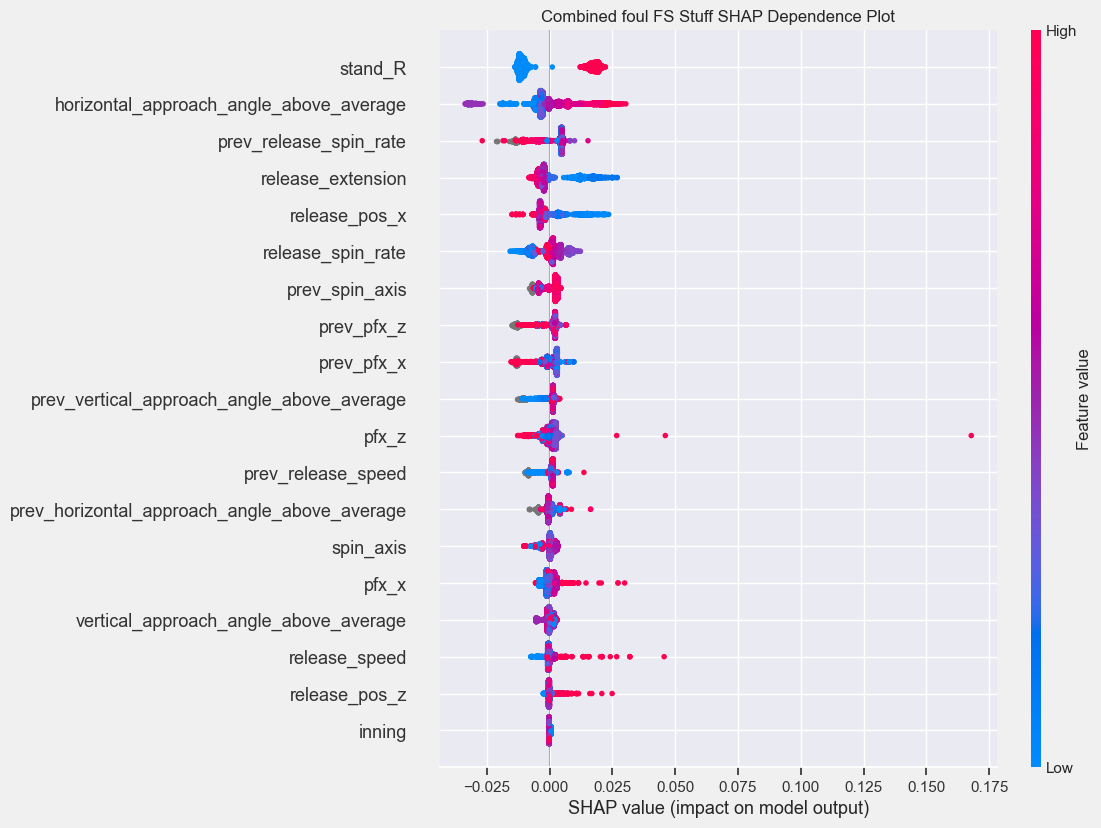 Combined foul FS Stuff SHAP Dependence Plot
High
stand_R
horizontal_approach_angle_above_average
prev_release_spin_rate
release_extension
release_pos_x
release_spin_rate
prev_spin_axis
prev_pfx_z
prev_pfx_x
prev_vertical_approach_angle_above_average
pfx_z
prev_release_speed
prev_horizontal_approach_angle_above_average
spin_axis
pfx_x
vertical_approach_angle_above_average
release_speed
release_pos_z
inning
Feature value
Low
−0.025 0.000 0.025 0.050 0.075 0.100 0.125 0.150 0.175
SHAP value (impact on model output)